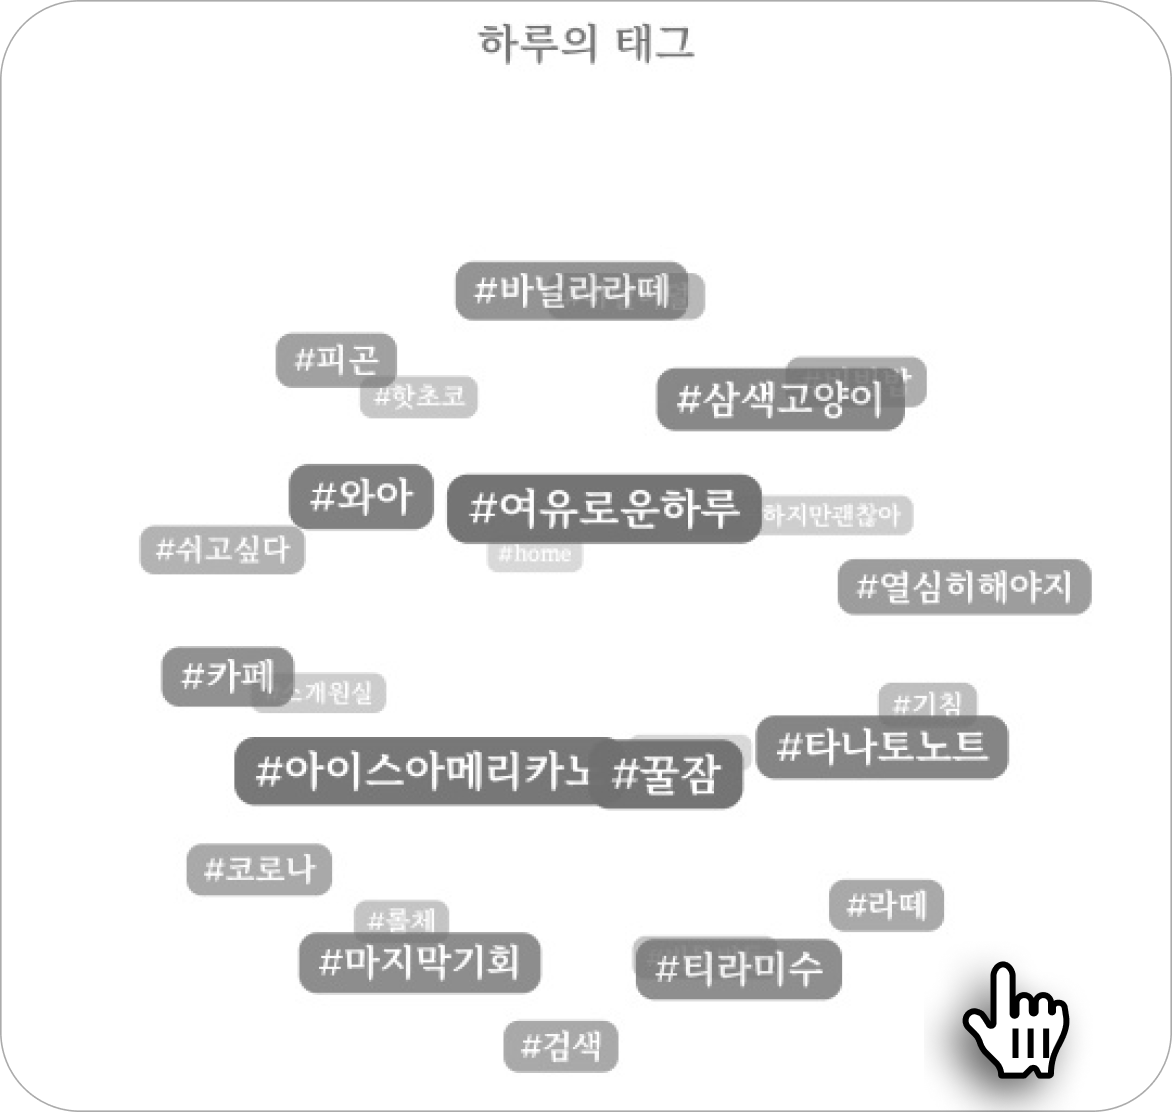 하루의 태그
#바닐라라떼
#피곤
#핫초코
#삼색고양이
#와아
#여유로운하루
하지만괜찮아
#쉬고싶다
#home
#열심히해야지
#카페
소개원실
#기침
#타나토노트
#아이스아메리카노
#꿀잠
#코로나
#라떼
#롤체
#마지막기회
#티라미수
#검색